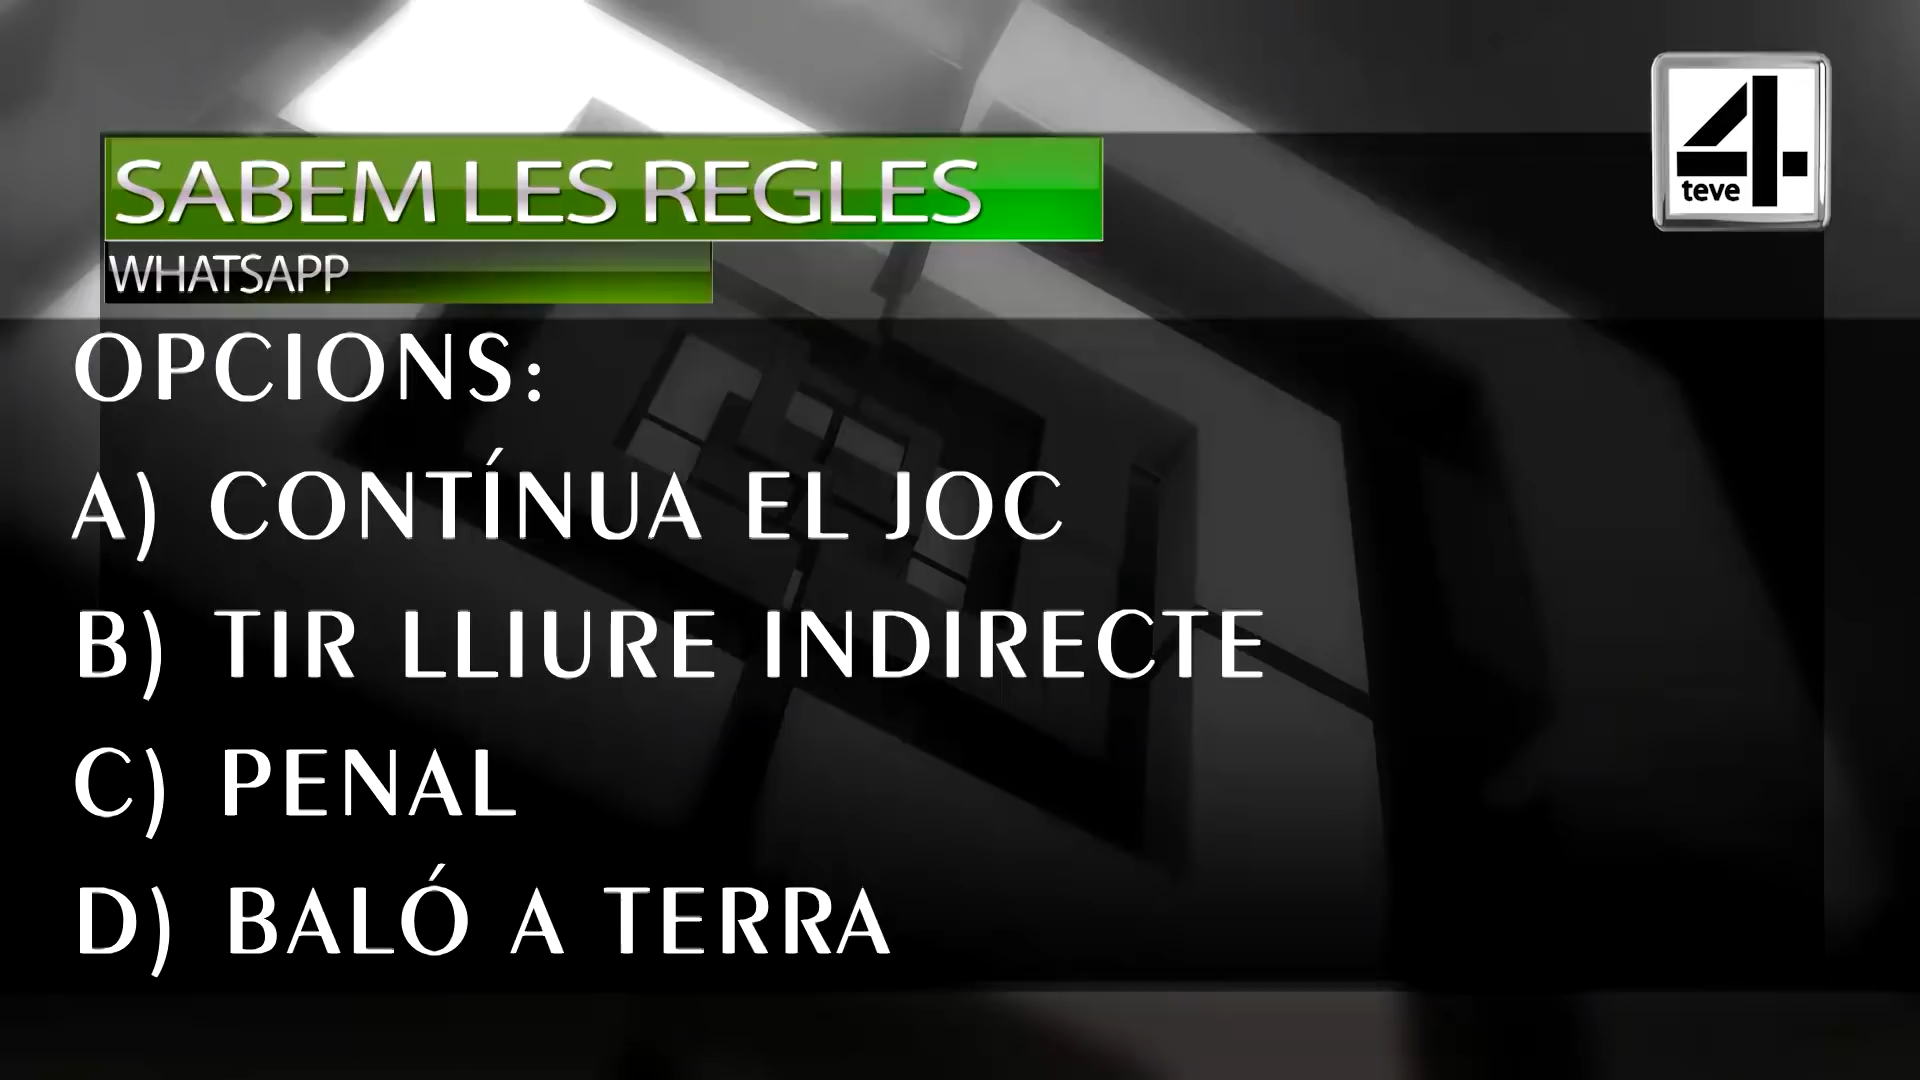 SABEM LES REGLES
WHATSAPP
OPCIONS:
A) CONTÍNUA EL JOC
B) TIR LLIURE INDIRECTE
C) PENAL
D) BALÓ A TERRA
4.
teve